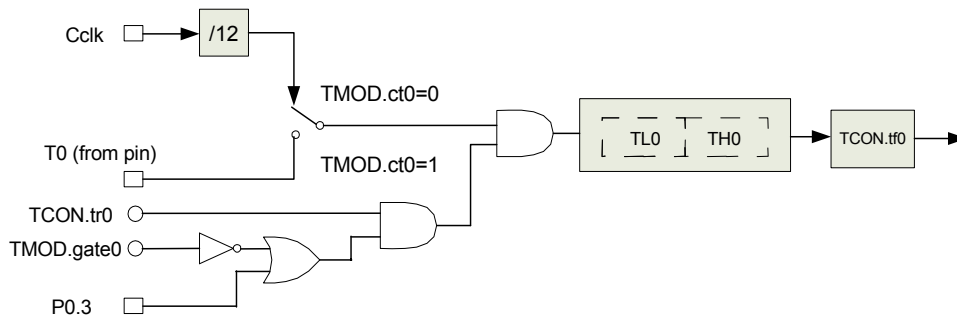 Cclk
/12
TMOD.ct0=0
T0 (from pin)
TMOD.ct0=1
TL0
TH0
TCON.tf0
TCON.tr0
TMOD.gate0
P0.3